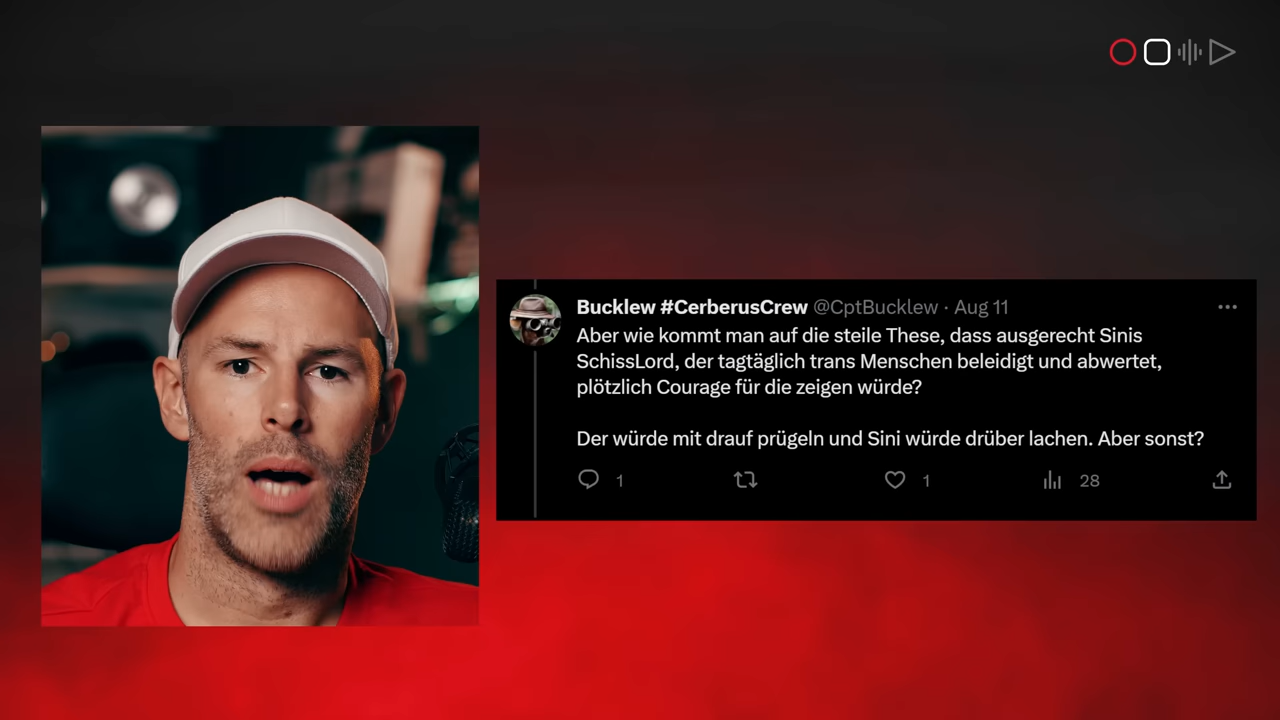 Bucklew #CerberusCrew @CptBucklew · Aug 11
Aber wie kommt man auf die steile These, dass ausgerecht Sinis
SchissLord, der tagtäglich trans Menschen beleidigt und abwertet,
plötzlich Courage für die zeigen würde?
Der würde mit drauf prügeln und Sini würde drüber lachen. Aber sonst?
1 1 28